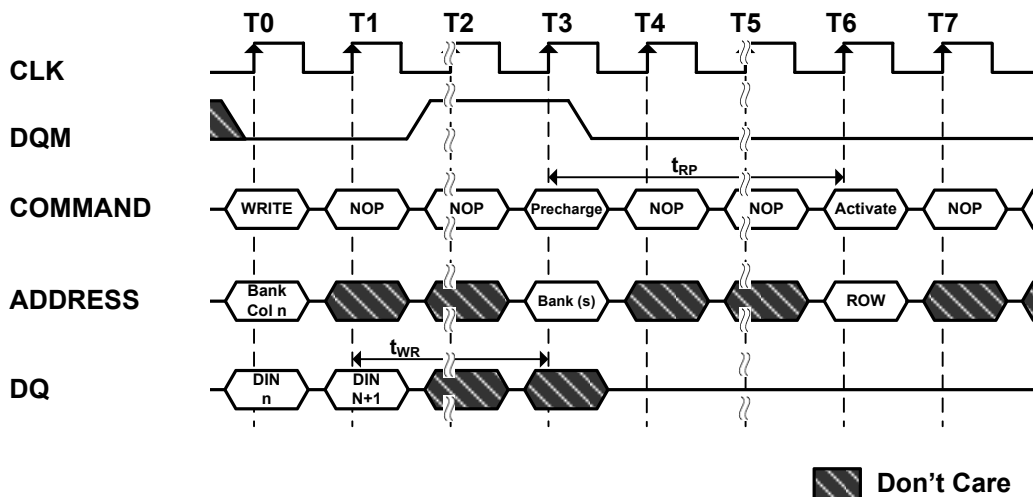 T0 T1 T2 T3 T4 T5 T6 T7
CLK
DQM
tRP
COMMAND WRITE NOP NOP Precharge NOP NOP Activate NOP
ADDRESS Bank Col n Bank (s) ROW
tWR
DQ DIN n DIN N+1
Don't Care